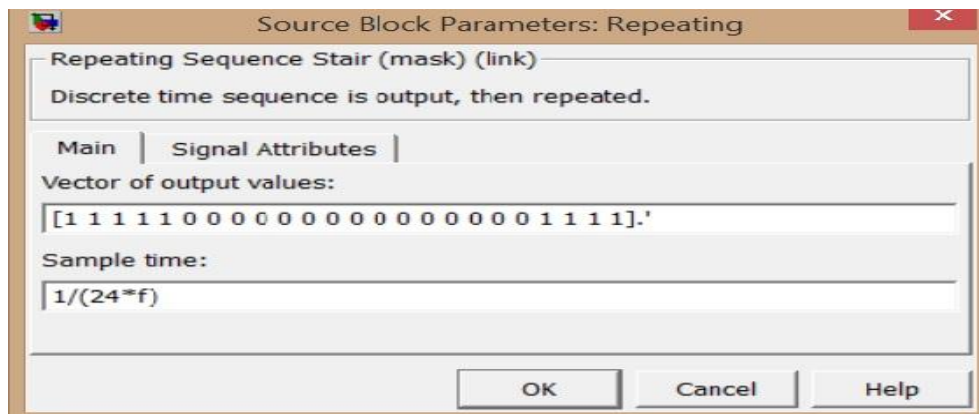 Source Block Parameters: Repeating
Repeating Sequence Stair (mask) (link)
Discrete time sequence is output, then repeated.
Main
Signal Attributes
Vector of output values:
[1 1 1 1 1 0 0 0 0 0 0 0 0 0 0 0 0 0 0 0 1 1 1 1].'
Sample time:
1/(24*f)
OK
Cancel
Help